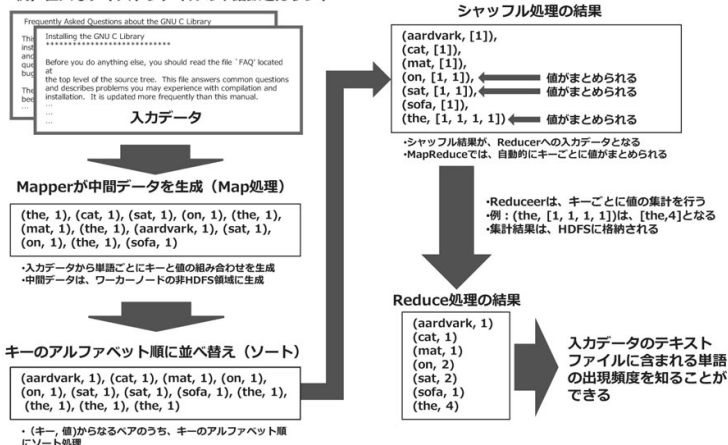 Frequently Asked Questions about the GNU C Library
Installing the GNU C Library
****************************
Before you do anything else, you should read the file `FAQ' located
at
the top level of the source tree.  This file answers common questions
and describes problems you may experience with compilation and
installation.  It is updated more frequently than this manual.
...
...
入力データ
Mapperが中間データを生成（Map処理）
(the, 1), (cat, 1), (sat, 1), (on, 1), (the, 1),
(mat, 1), (the, 1), (aardvark, 1), (sat, 1),
(on, 1), (the, 1), (sofa, 1)
・入力データから単語ごとにキーと値の組み合わせを生成
・中間データは、ワーカーノードの非HDFS領域に生成
キーのアルファベット順に並べ替え（ソート）
(aardvark, 1), (cat, 1), (mat, 1), (on, 1),
(on, 1), (sat, 1), (sat, 1), (sofa, 1), (the, 1),
(the, 1), (the, 1), (the, 1)
・（キー, 値)からなるペアのうち、キーのアルファベット順
にソート処理
シャッフル処理の結果
(aardvark, [1]),
(cat, [1]),
(mat, [1]),
(on, [1, 1]), 値がまとめられる
(sat, [1, 1]), 値がまとめられる
(sofa, [1]),
(the, [1, 1, 1, 1]) 値がまとめられる
・シャッフル結果が、Reducerへの入力データとなる
・MapReduceでは、自動的にキーごとに値がまとめられる
・Reduceerは、キーごとに値の集計を行う
・例：(the, [1, 1, 1, 1])は、[the,4]となる
・集計結果は、HDFSに格納される
Reduce処理の結果
(aardvark, 1)
(cat, 1)
(mat, 1)
(on, 2)
(sat, 2)
(sofa, 1)
(the, 4)
入力データのテキスト
ファイルに含まれる単語
の出現頻度を知ることが
できる